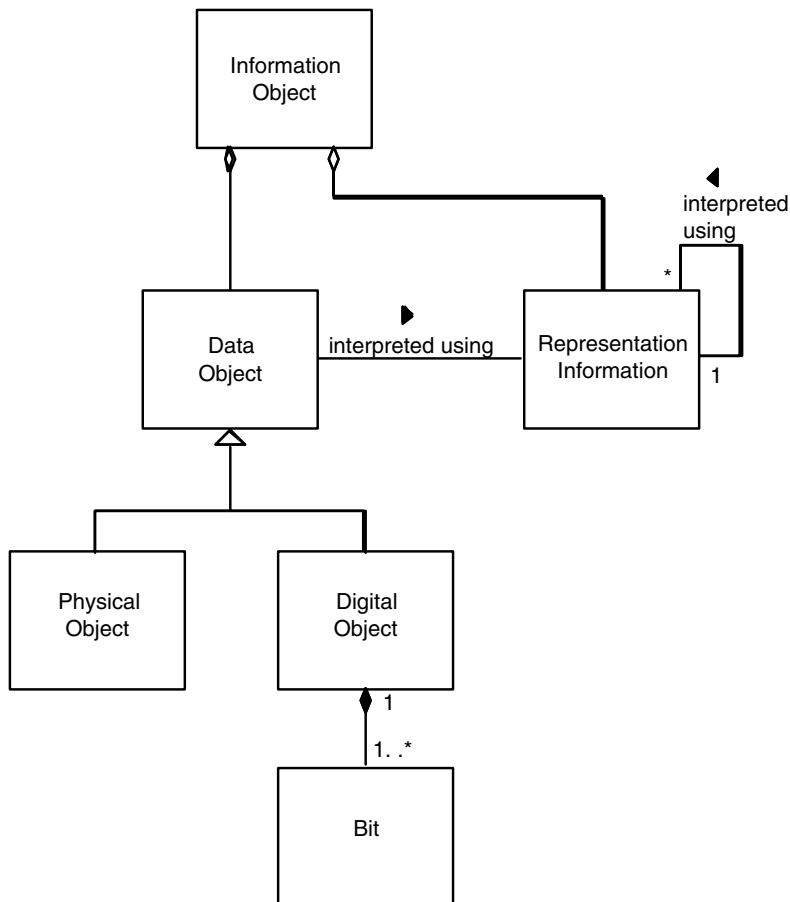 Information
Object
interpreted
using
*
1
Data
Object
interpreted using
Representation
Information
Physical
Object
Digital
Object
1
1. .*
Bit